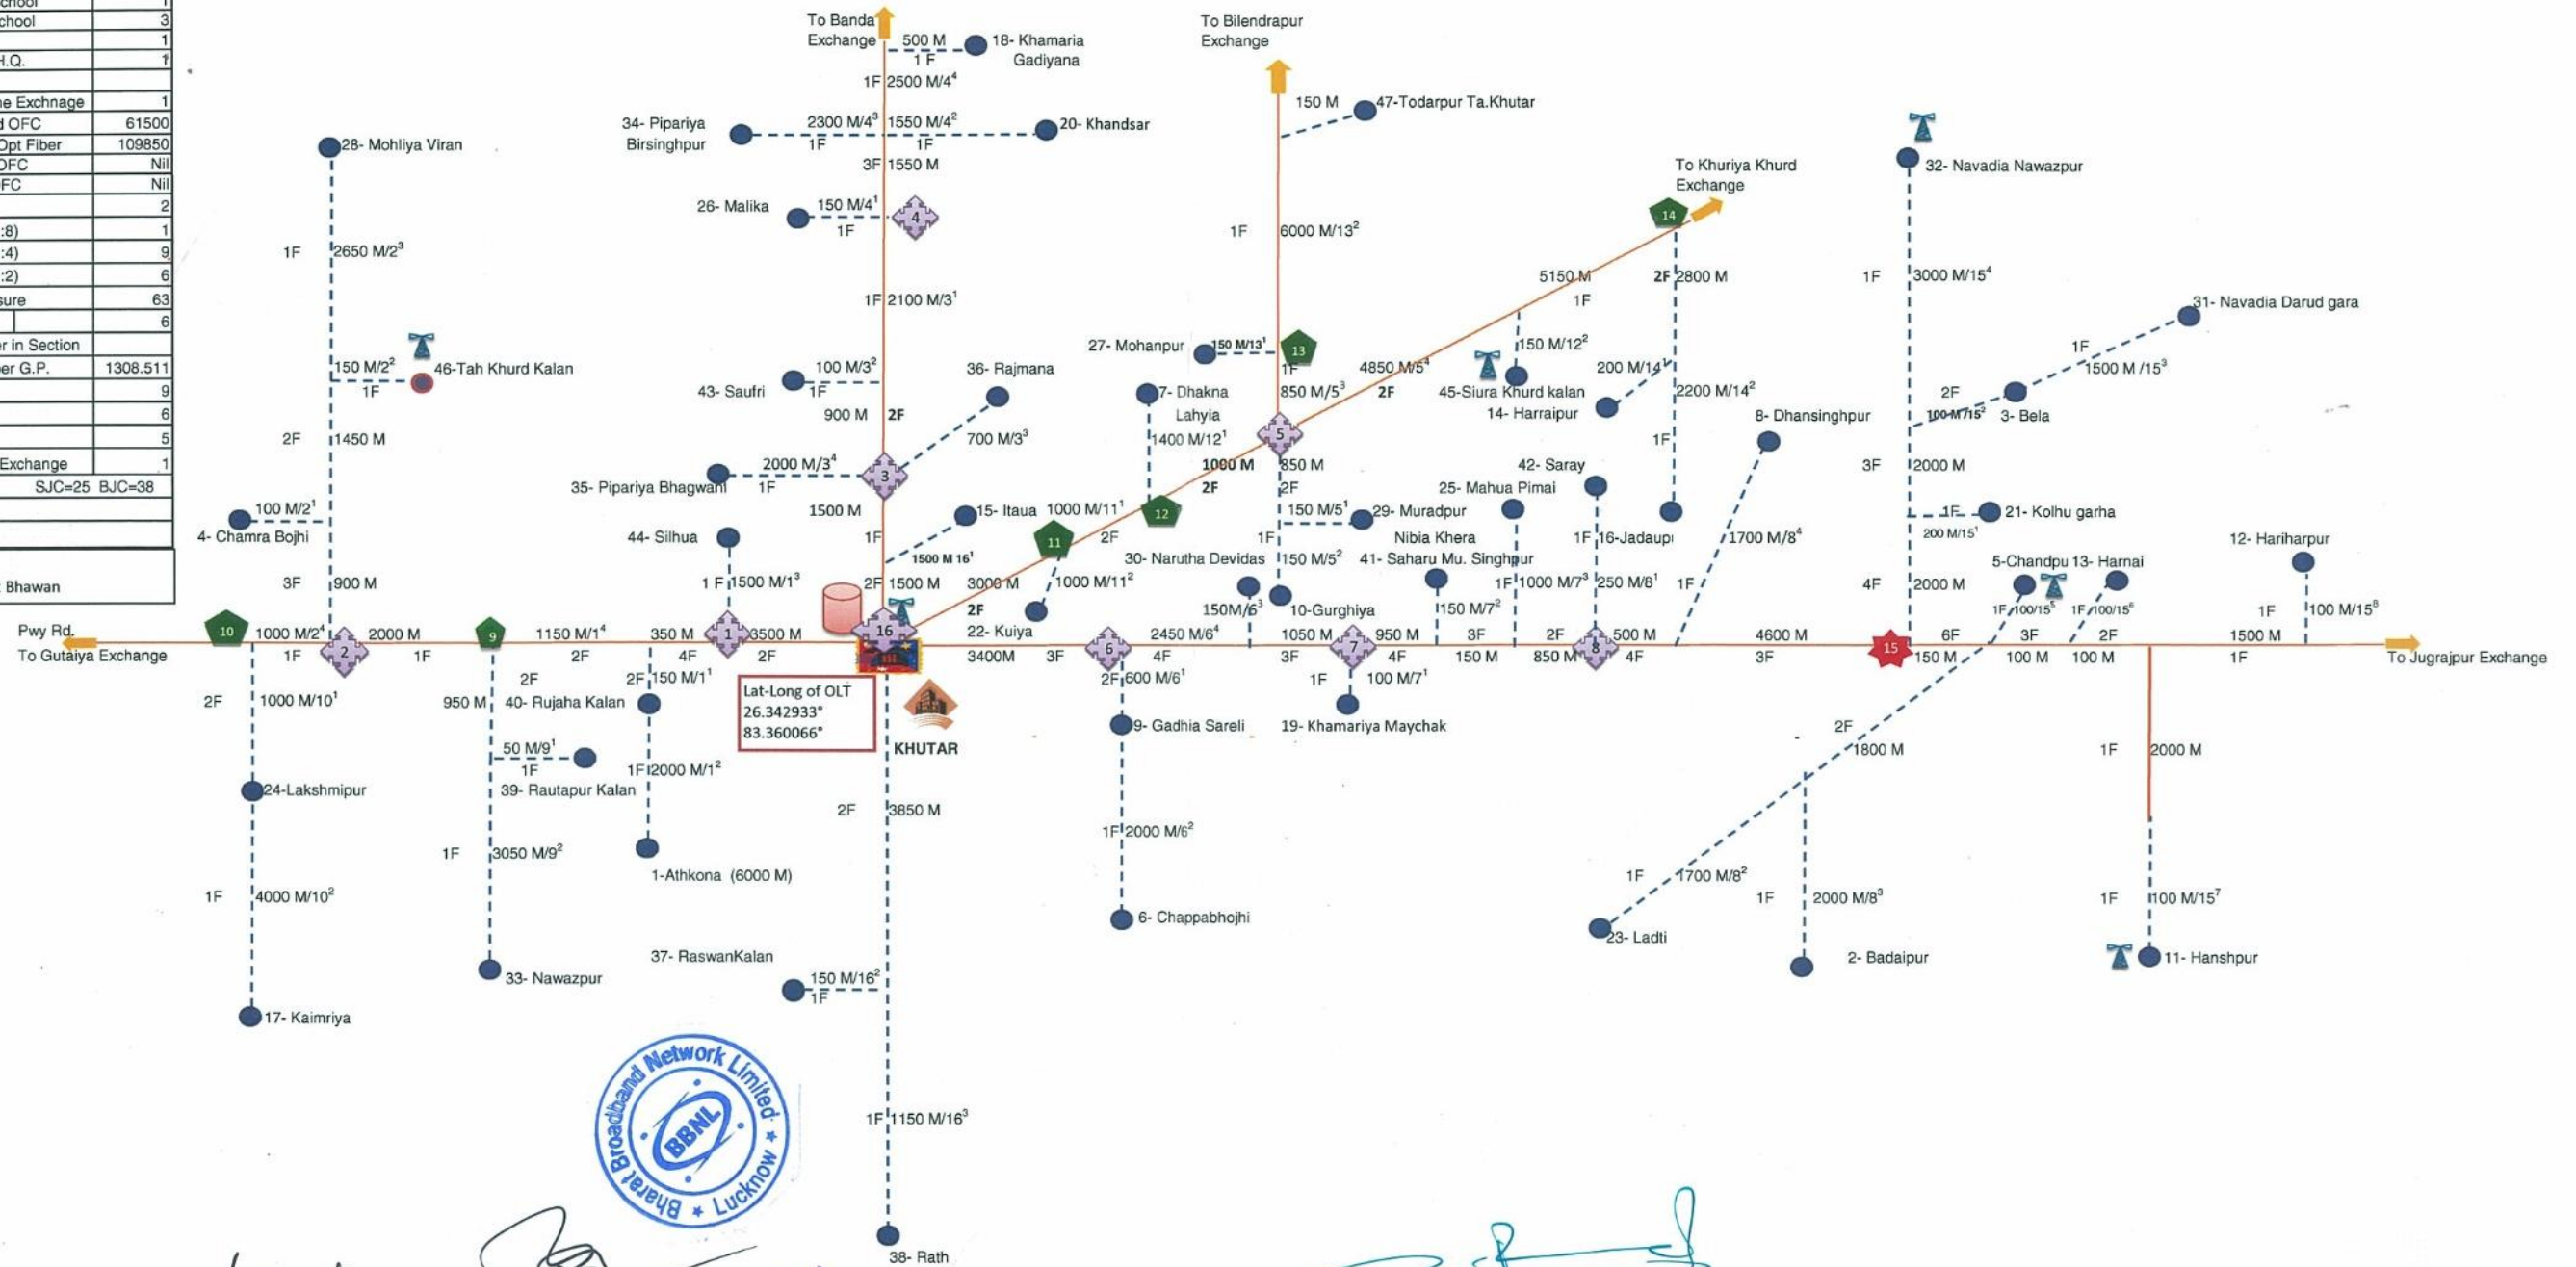 chool 1
chool 3
1
H.Q. 1
ne Exchnage 1
d OFC 61500
Opt Fiber 109850
OFC Nil
FC Nil
2
:8) 1
:4) 9
:2) 6
sure 63
6
er in Section
er G.P. 1308.511
9
6
5
Exchange 1
SJC=25 BJC=38
t Bhawan
To Banda
Exchange
500 M
1 F
18- Khamaria
Gadiyana
1F 2500 M/4⁴
34- Pipariya
Birsinghpur
2300 M/4³
1F
1550 M/4²
1F
20- Khandsar
3F 1550 M
26- Malika
150 M/4¹
1F
4
1F 2100 M/3¹
43- Saufri
100 M/3²
1F
900 M 2F
36- Rajmana
700 M/3³
35- Pipariya Bhagwanl
2000 M/3⁴
1F
3
1500 M
1F
15- Itaua
1500 M 16¹
2F 1500 M
To Bilendrapur
Exchange
150 M
47-Todarpur Ta.Khutar
1F 6000 M/13²
27- Mohanpur
150 M/13¹
13
1F
850 M/5³
5
To Khuriya Khurd
Exchange
14
5150 M
1F
2F 2800 M
150 M/12²
45-Siura Khurd kalan
4850 M/5⁴
2F
200 M/14¹
14- Harraipur
2200 M/14²
1F
16-Jadaupı
7- Dhakna
Lahyia
1400 M/12¹
1000 M
2F
12
1000 M/11¹
2F
11
1000 M/11²
22- Kuiya
3000 M
2F
850 M
2F
150 M/5¹
29- Muradpur
Nibia Khera
1F 150 M/5²
10-Gurghiya
30- Narutha Devidas
150M/6³
41- Saharu Mu. Singhpur
150 M/7²
25- Mahua Pimai
1F 1000 M/7³
42- Saray
1F
250 M/8¹
8- Dhansinghpur
1700 M/8⁴
1F
32- Navadia Nawazpur
1F 3000 M/15⁴
31- Navadia Darud gara
1F
1500 M /15³
2F
100 M/15²
3- Bela
3F 2000 M
1F
200 M/15¹
21- Kolhu garha
4F 2000 M
5-Chandpu
1F 100/15⁵
13- Harnai
1F 100/15⁶
12- Hariharpur
1F 100 M/15⁸
28- Mohliya Viran
1F 2650 M/2³
150 M/2²
1F
46-Tah Khurd Kalan
2F 1450 M
100 M/2¹
4- Chamra Bojhi
3F 900 M
44- Silhua
1 F 1500 M/1³
Pwy Rd.
To Gutaiya Exchange
10 1000 M/2⁴ 2 2000 M 9 1150 M/1⁴ 350 M 1 3500 M 16
1F 1F 2F 4F 2F
6 2450 M/6⁴ 1050 M 7 950 M 3F 2F 8 500 M 4600 M 15 6F 3F 2F 1500 M
3400M 3F 4F 3F 4F 150 M 850 M 4F 3F 150 M 100 M 100 M 1F
To Jugrajpur Exchange
2F 1000 M/10¹
24-Lakshmipur
1F 4000 M/10²
17- Kaimriya
2F
950 M
50 M/9¹
1F
39- Rautapur Kalan
1F 3050 M/9²
33- Nawazpur
2F 150 M/1¹
40- Rujaha Kalan
1F 2000 M/1²
1-Athkona (6000 M)
Lat-Long of OLT
26.342933°
83.360066°
KHUTAR
2F 3850 M
37- RaswanKalan
150 M/16²
1F
1F 1150 M/16³
38- Rath
2F 600 M/6¹
9- Gadhia Sareli
1F 2000 M/6²
6- Chappabhojhi
1F 100 M/7¹
19- Khamariya Maychak
2F
1800 M
1F 1700 M/8²
23- Ladti
1F 2000 M/8³
2- Badaipur
1F 2000 M
1F 100 M/15⁷
11- Hanshpur
Bharat Broadband Network Limited
BBNL
Lucknow